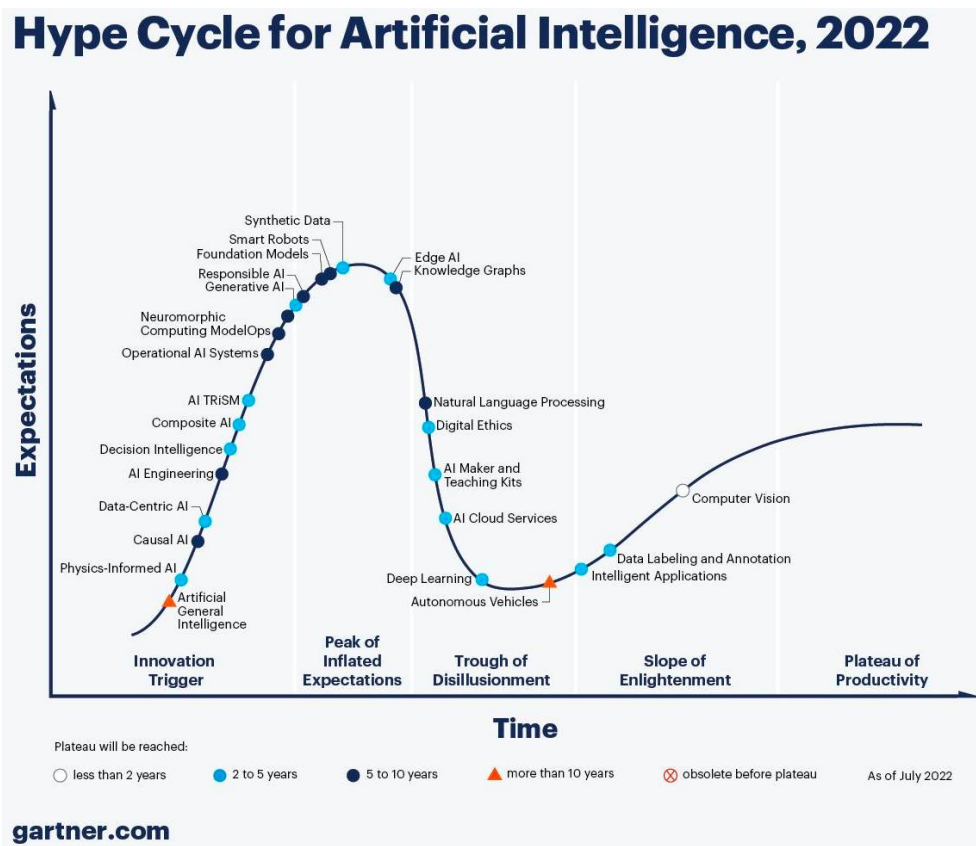 Hype Cycle for Artificial Intelligence, 2022
Expectations
Synthetic Data
Smart Robots
Foundation Models
Responsible AI
Generative AI
Neuromorphic
Computing ModelOps
Operational AI Systems
AI TRiSM
Composite AI
Decision Intelligence
AI Engineering
Data-Centric AI
Causal AI
Physics-Informed AI
Artificial
General
Intelligence
Edge AI
Knowledge Graphs
Natural Language Processing
Digital Ethics
AI Maker and
Teaching Kits
AI Cloud Services
Deep Learning
Autonomous Vehicles
Computer Vision
Data Labeling and Annotation
Intelligent Applications
Innovation
Trigger
Peak of
Inflated
Expectations
Trough of
Disillusionment
Slope of
Enlightenment
Plateau of
Productivity
Time
Plateau will be reached:
less than 2 years
2 to 5 years
5 to 10 years
more than 10 years
obsolete before plateau
As of July 2022
gartner.com